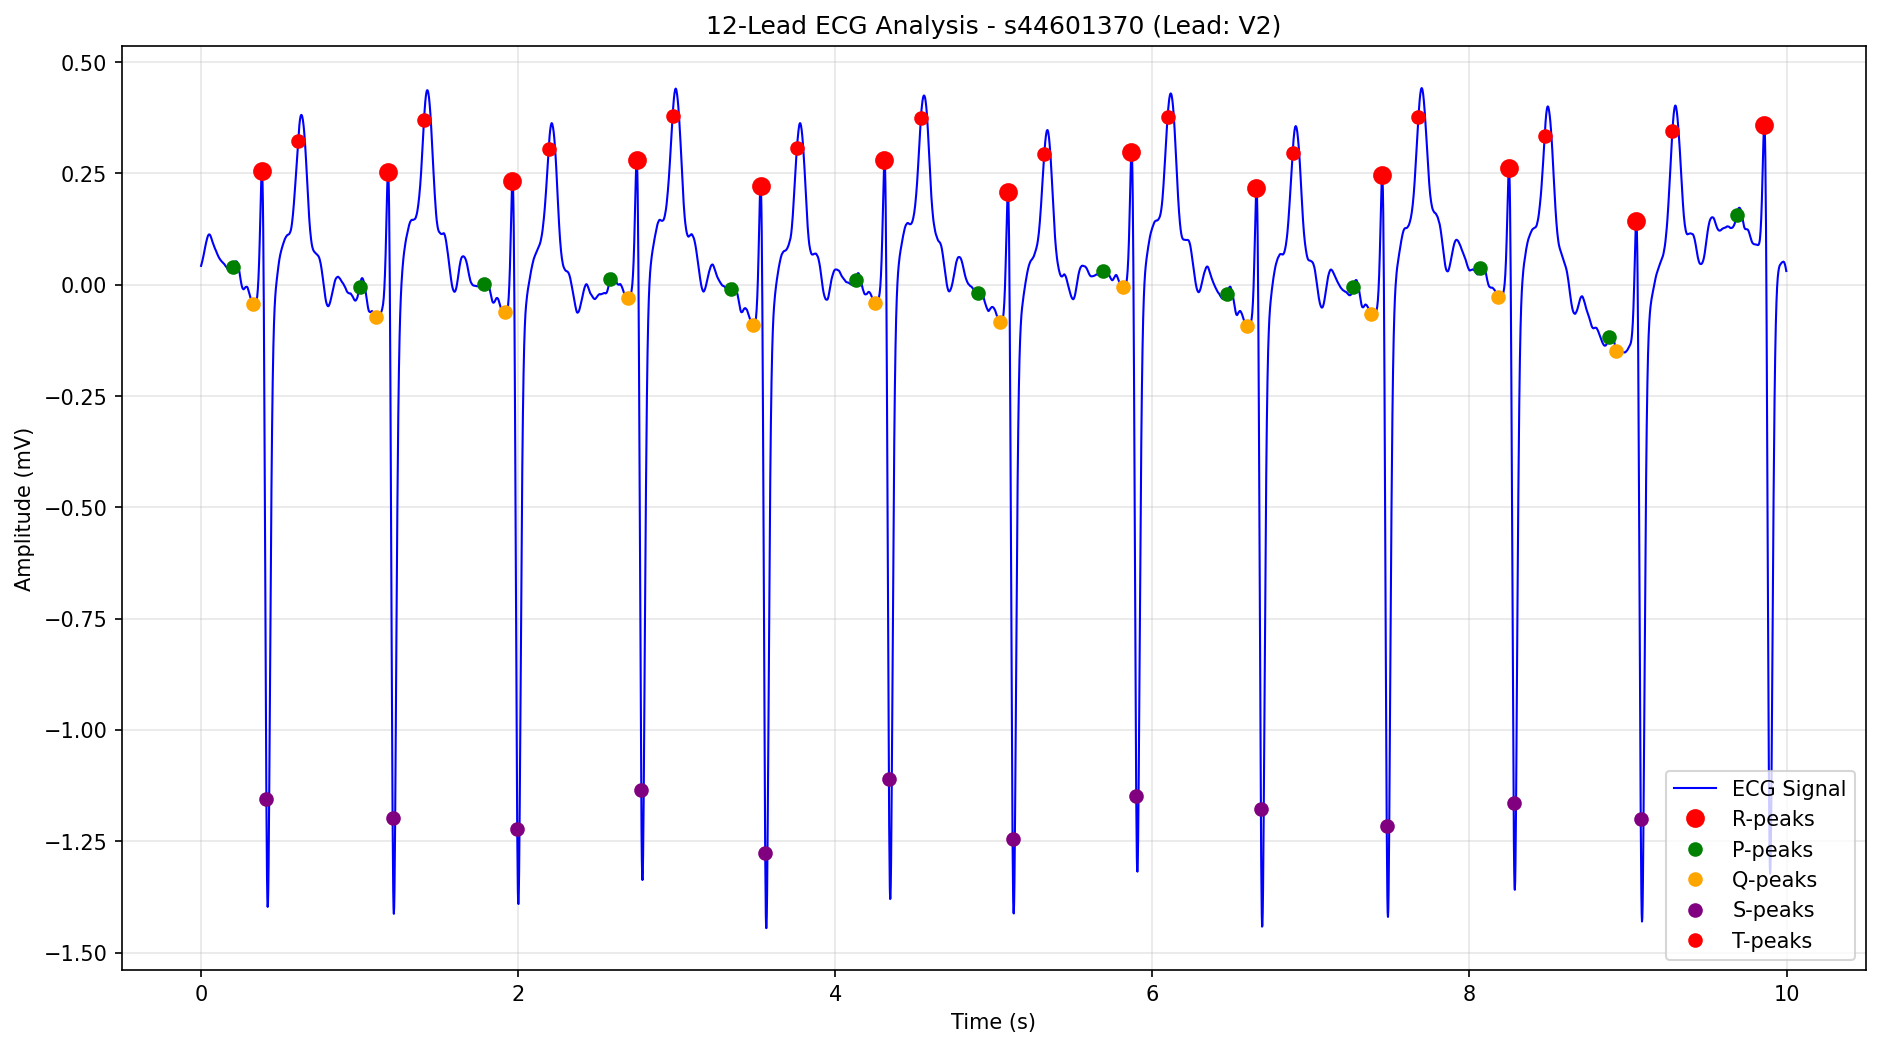 12-Lead ECG Analysis - s44601370 (Lead: V2)
0.50
0.25
0.00
−0.25
−0.50
−0.75
−1.00
−1.25
−1.50
Amplitude (mV)
0 2 4 6 8 10
Time (s)
ECG Signal
R-peaks
P-peaks
Q-peaks
S-peaks
T-peaks